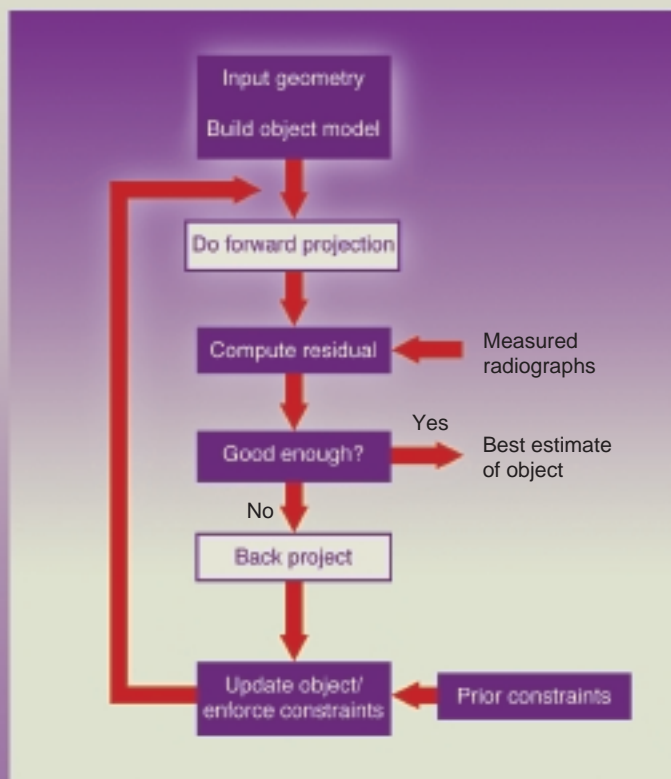 Input geometry
Build object model
Do forward projection
Compute residual
Measured
radiographs
Good enough?
Yes
Best estimate
of object
No
Back project
Update object/
enforce constraints
Prior constraints